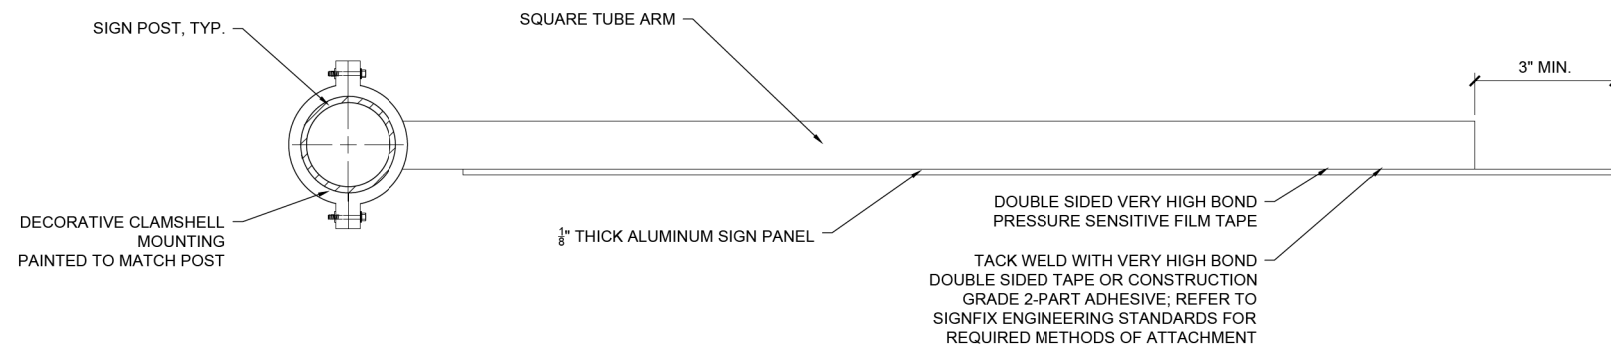 SIGN POST, TYP.
SQUARE TUBE ARM
3" MIN.
DECORATIVE CLAMSHELL
MOUNTING
PAINTED TO MATCH POST
1/8" THICK ALUMINUM SIGN PANEL
DOUBLE SIDED VERY HIGH BOND
PRESSURE SENSITIVE FILM TAPE
TACK WELD WITH VERY HIGH BOND
DOUBLE SIDED TAPE OR CONSTRUCTION
GRADE 2-PART ADHESIVE; REFER TO
SIGNFIX ENGINEERING STANDARDS FOR
REQUIRED METHODS OF ATTACHMENT